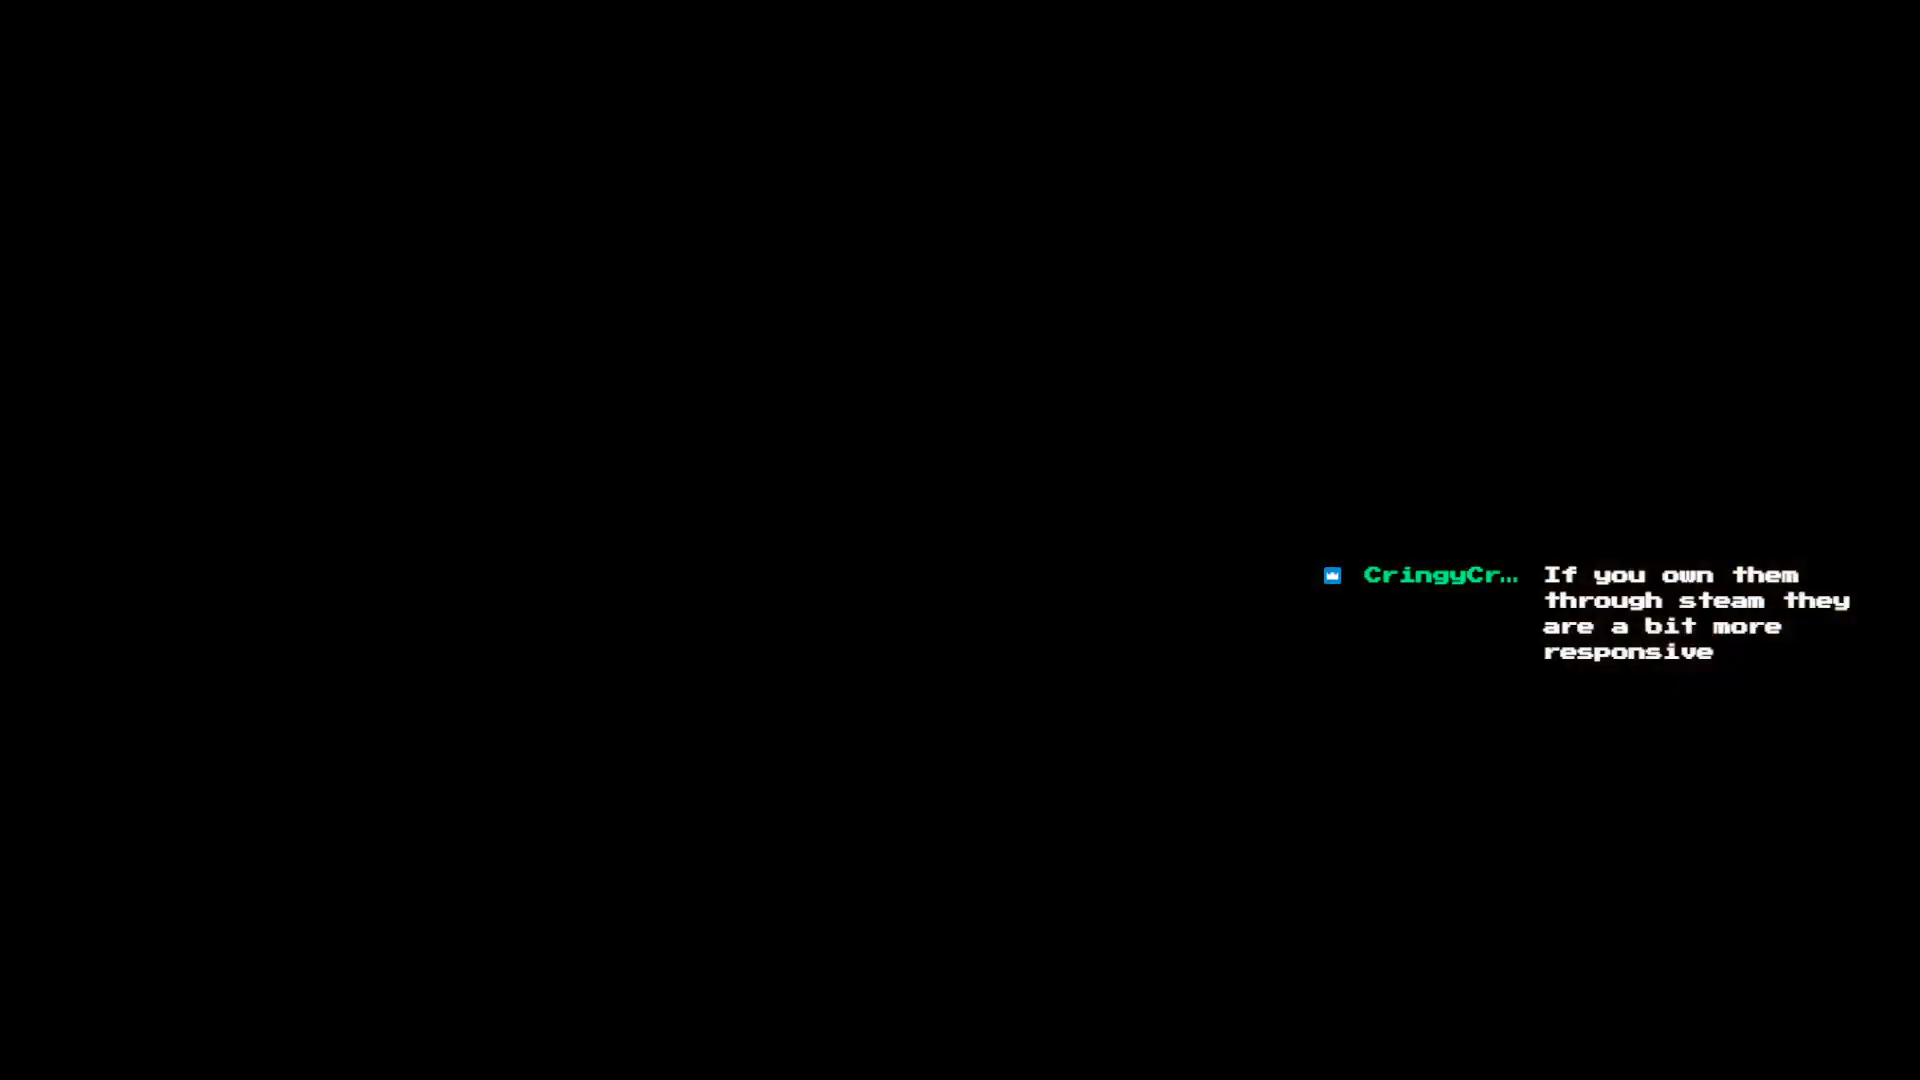 CringyCr… If you own them
through steam they
are a bit more
responsive